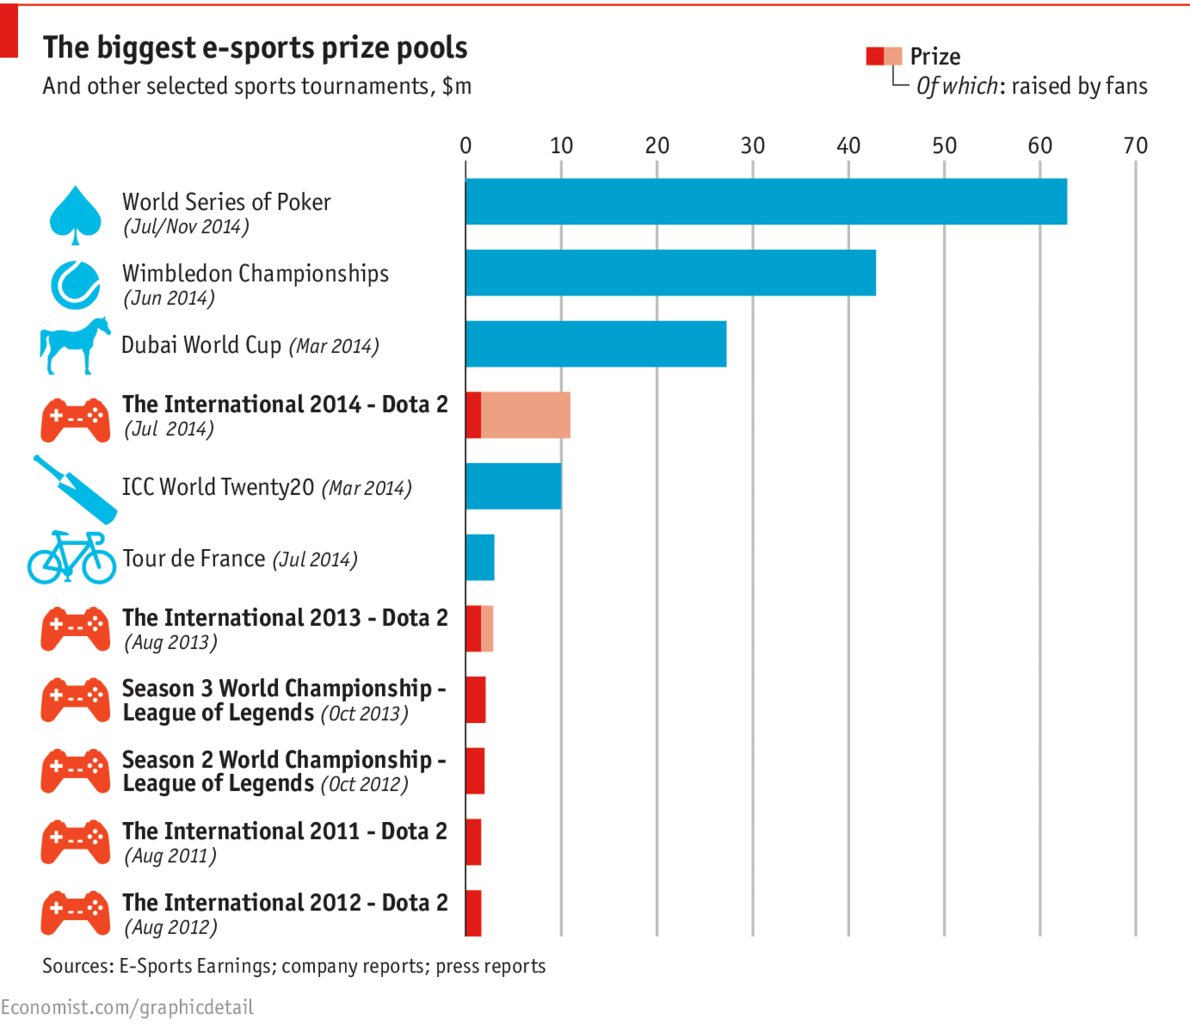 The biggest e-sports prize pools
And other selected sports tournaments, $m
Prize
Of which: raised by fans
0 10 20 30 40 50 60 70
World Series of Poker
(Jul/Nov 2014)
Wimbledon Championships
(Jun 2014)
Dubai World Cup (Mar 2014)
The International 2014 - Dota 2
(Jul 2014)
ICC World Twenty20 (Mar 2014)
Tour de France (Jul 2014)
The International 2013 - Dota 2
(Aug 2013)
Season 3 World Championship -
League of Legends (Oct 2013)
Season 2 World Championship -
League of Legends (Oct 2012)
The International 2011 - Dota 2
(Aug 2011)
The International 2012 - Dota 2
(Aug 2012)
Sources: E-Sports Earnings; company reports; press reports
Economist.com/graphicdetail